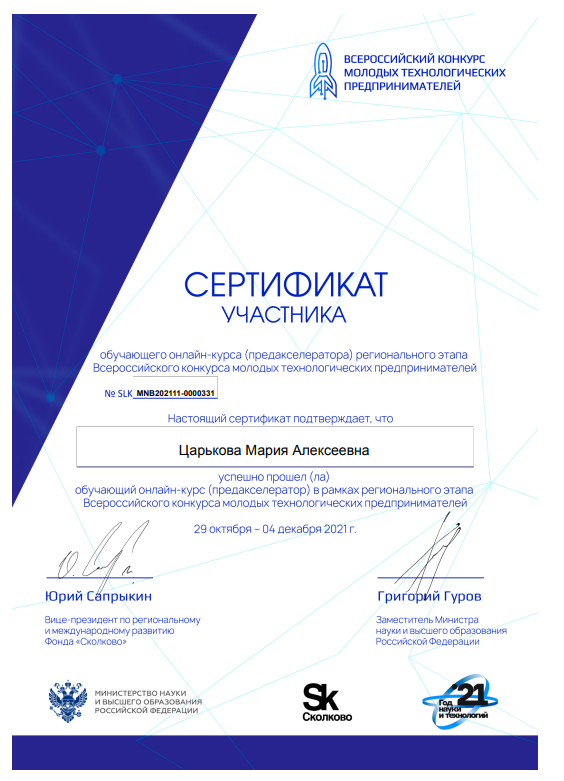 ВСЕРОССИЙСКИЙ КОНКУРС
МОЛОДЫХ ТЕХНОЛОГИЧЕСКИХ
ПРЕДПРИНИМАТЕЛЕЙ
СЕРТИФИКАТ
УЧАСТНИКА
обучающего онлайн-курса (предакселератора) регионального этапа
Всероссийского конкурса молодых технологических предпринимателей
№ SLK_MNB202111-0000331
Настоящий сертификат подтверждает, что
Царькова Мария Алексеевна
успешно прошел (ла)
обучающий онлайн-курс (предакселератор) в рамках регионального этапа
Всероссийского конкурса молодых технологических предпринимателей
29 октября – 04 декабря 2021 г.
Юрий Сапрыкин
Вице-президент по региональному
и международному развитию
Фонда «Сколково»
Григорий Гуров
Заместитель Министра
науки и высшего образования
Российской Федерации
МИНИСТЕРСТВО НАУКИ
И ВЫСШЕГО ОБРАЗОВАНИЯ
РОССИЙСКОЙ ФЕДЕРАЦИИ
Sk
Сколково
'21
Год
науки
и технологий